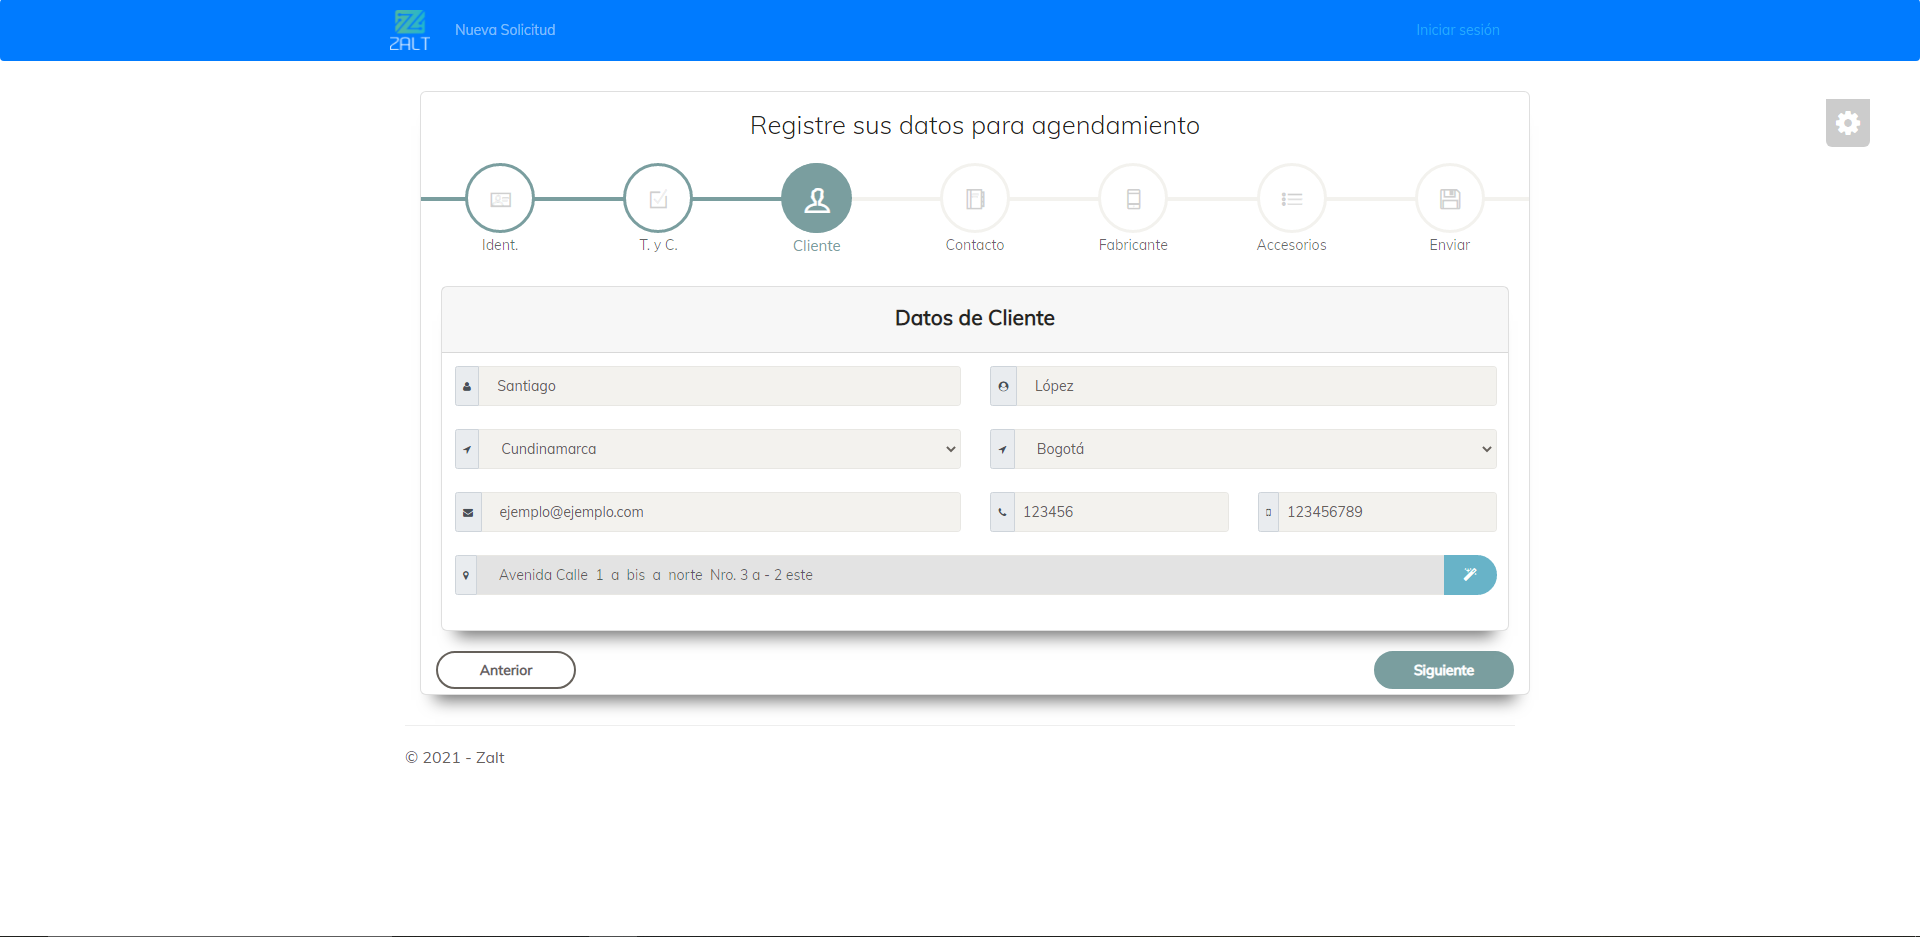 ZALT Nueva Solicitud Iniciar sesión
Registre sus datos para agendamiento
Ident. T. y C. Cliente Contacto Fabricante Accesorios Enviar
Datos de Cliente
Santiago López
Cundinamarca Bogotá
ejemplo@ejemplo.com 123456 123456789
Avenida Calle 1 a bis a norte Nro. 3 a - 2 este
Anterior Siguiente
© 2021 - Zalt